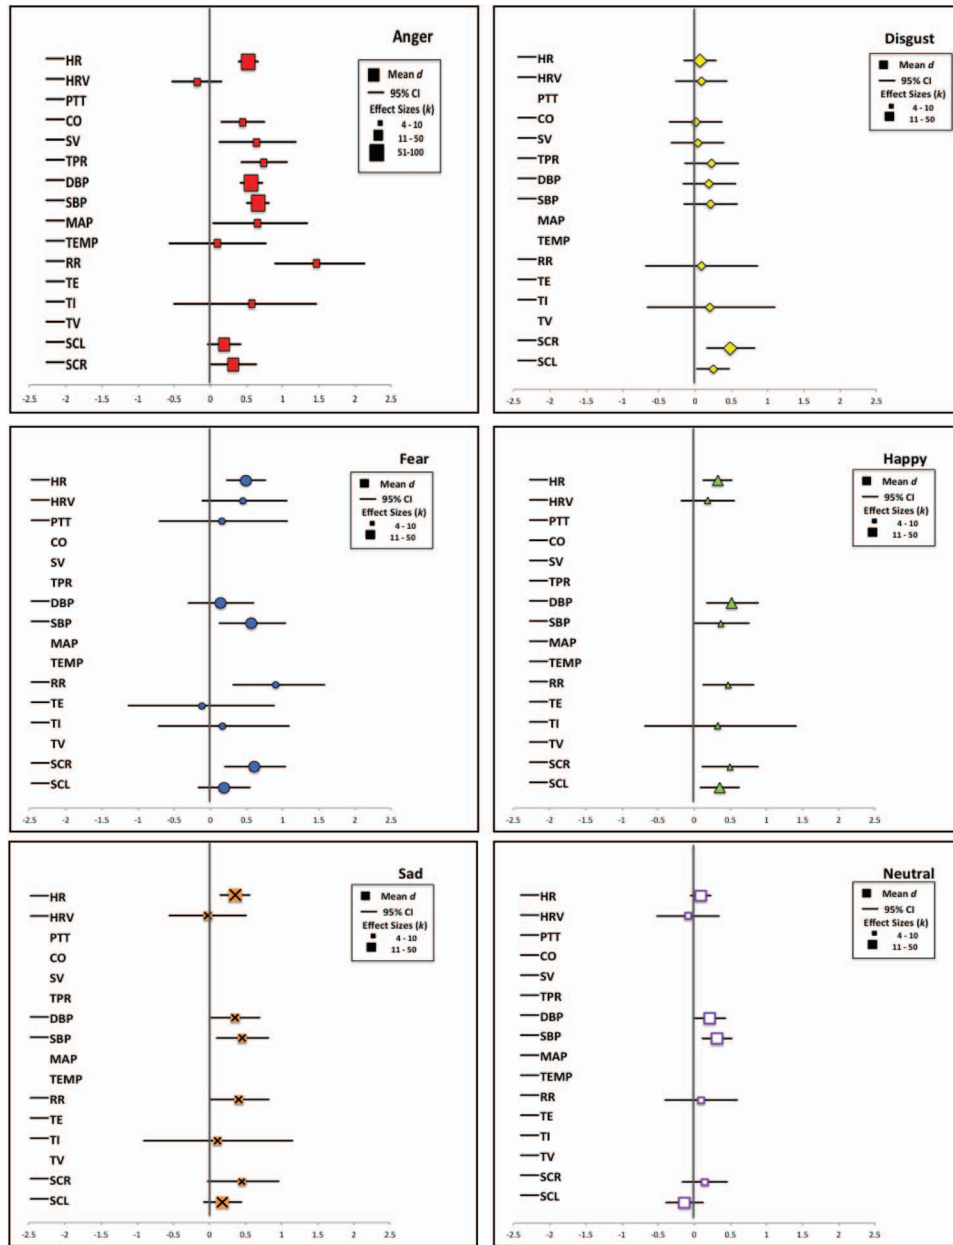 Anger
HR
HRV
PTT
CO
SV
TPR
DBP
SBP
MAP
TEMP
RR
TE
TI
TV
SCL
SCR
Mean d
95% CI
Effect Sizes (k)
4 - 10
11 - 50
51-100
-2.5 -2 -1.5 -1 -0.5 0 0.5 1 1.5 2 2.5
Disgust
HR
HRV
PTT
CO
SV
TPR
DBP
SBP
MAP
TEMP
RR
TE
TI
TV
SCR
SCL
Mean d
95% CI
Effect Sizes (k)
4 - 10
11 - 50
-2.5 -2 -1.5 -1 -0.5 0 0.5 1 1.5 2 2.5
Fear
HR
HRV
PTT
CO
SV
TPR
DBP
SBP
MAP
TEMP
RR
TE
TI
TV
SCR
SCL
Mean d
95% CI
Effect Sizes (k)
4 - 10
11 - 50
-2.5 -2 -1.5 -1 -0.5 0 0.5 1 1.5 2 2.5
Happy
HR
HRV
PTT
CO
SV
TPR
DBP
SBP
MAP
TEMP
RR
TE
TI
TV
SCR
SCL
Mean d
95% CI
Effect Sizes (k)
4 - 10
11 - 50
-2.5 -2 -1.5 -1 -0.5 0 0.5 1 1.5 2 2.5
Sad
HR
HRV
PTT
CO
SV
TPR
DBP
SBP
MAP
TEMP
RR
TE
TI
TV
SCR
SCL
Mean d
95% CI
Effect Sizes (k)
4 - 10
11 - 50
-2.5 -2 -1.5 -1 -0.5 0 0.5 1 1.5 2 2.5
Neutral
HR
HRV
PTT
CO
SV
TPR
DBP
SBP
MAP
TEMP
RR
TE
TI
TV
SCR
SCL
Mean d
95% CI
Effect Sizes (k)
4 - 10
11 - 50
-2.5 -2 -1.5 -1 -0.5 0 0.5 1 1.5 2 2.5